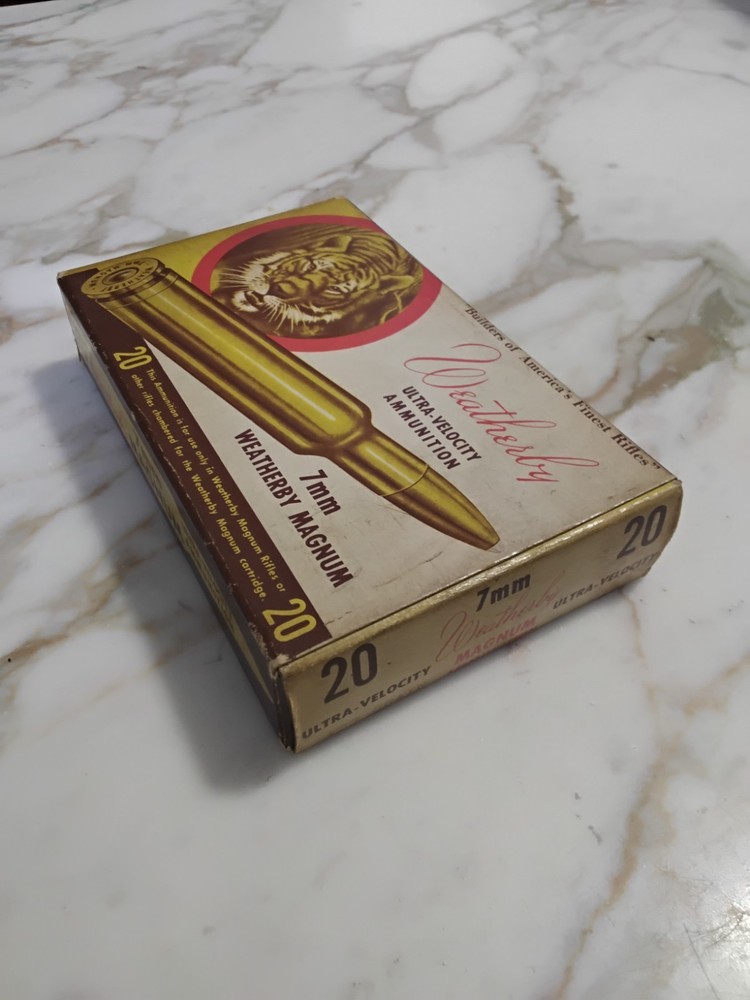 "Builders of America's Finest Rifles"
Weatherby
ULTRA-VELOCITY
AMMUNITION
7mm
WEATHERBY MAGNUM
20
This Ammunition is for use only in Weatherby Magnum Rifles or
other rifles chambered for the Weatherby Magnum cartridge.
20
20
ULTRA-VELOCITY
7mm
Weatherby
MAGNUM
20
ULTRA-VELOCITY